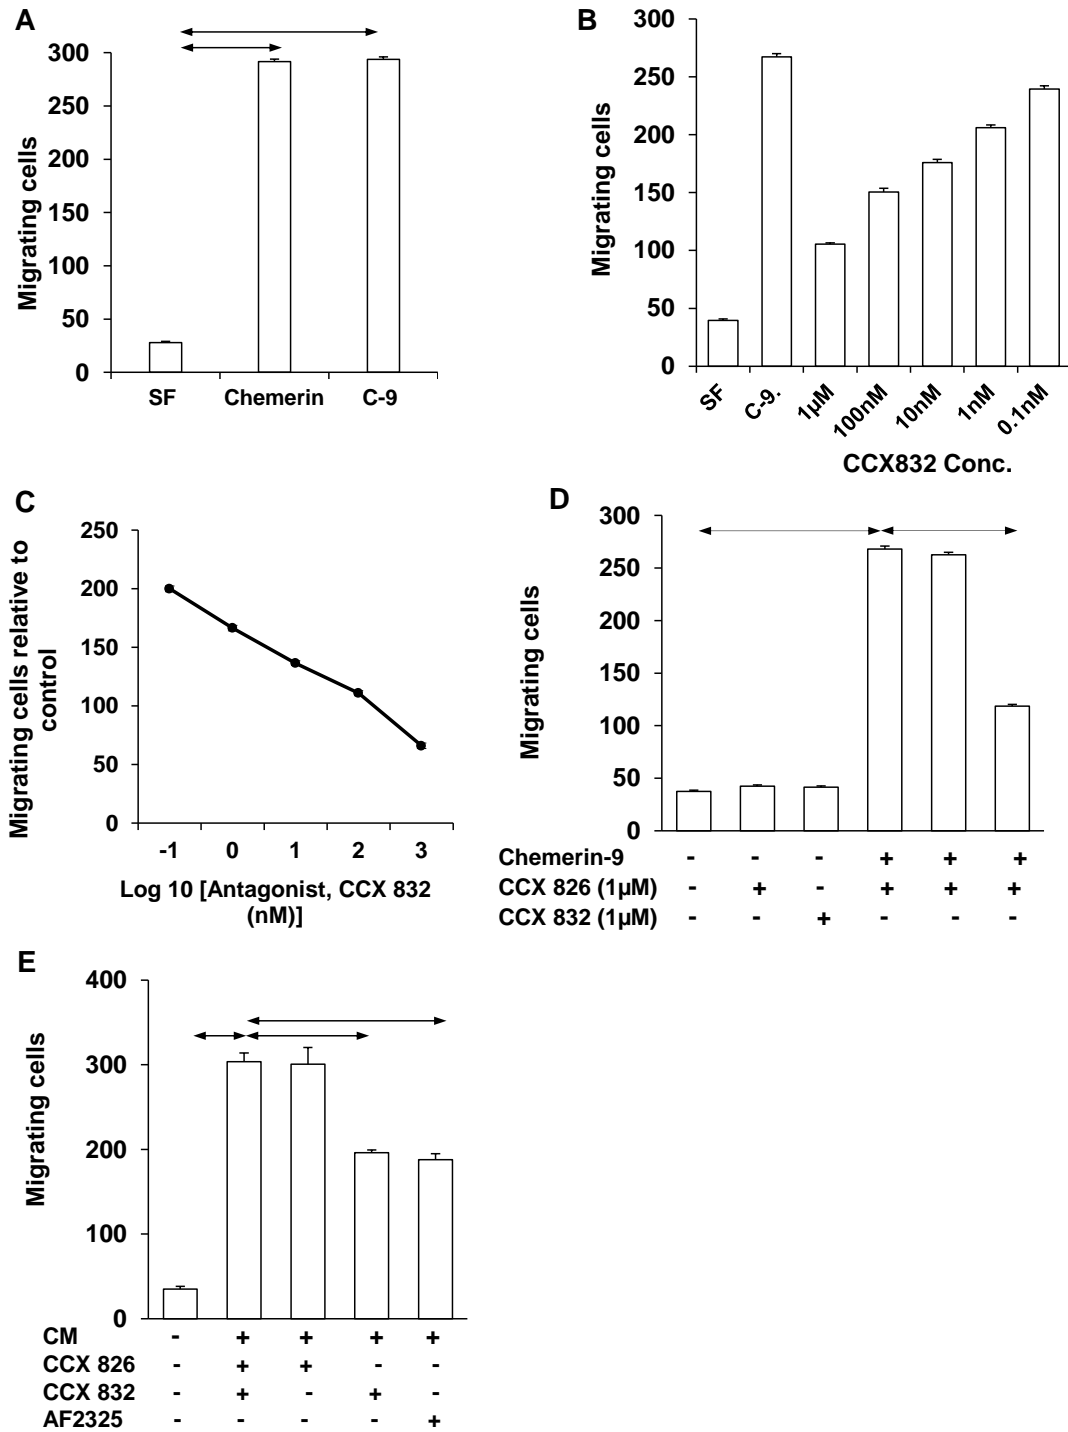 A
300
250
200
150
100
50
0
Migrating cells
SF Chemerin C-9
B
300
250
200
150
100
50
0
Migrating cells
SF C-9. 1µM 100nM 10nM 1nM 0.1nM
CCX832 Conc.
C
250
200
150
100
50
0
Migrating cells relative to
control
-1 0 1 2 3
Log 10 [Antagonist, CCX 832
(nM)]
D
300
250
200
150
100
50
0
Migrating cells
Chemerin-9 - - - + + +
CCX 826 (1µM) - + - + + +
CCX 832 (1µM) - - + - - -
E
400
300
200
100
0
Migrating cells
CM - + + + +
CCX 826 - + + - -
CCX 832 - + - + -
AF2325 - - - - +